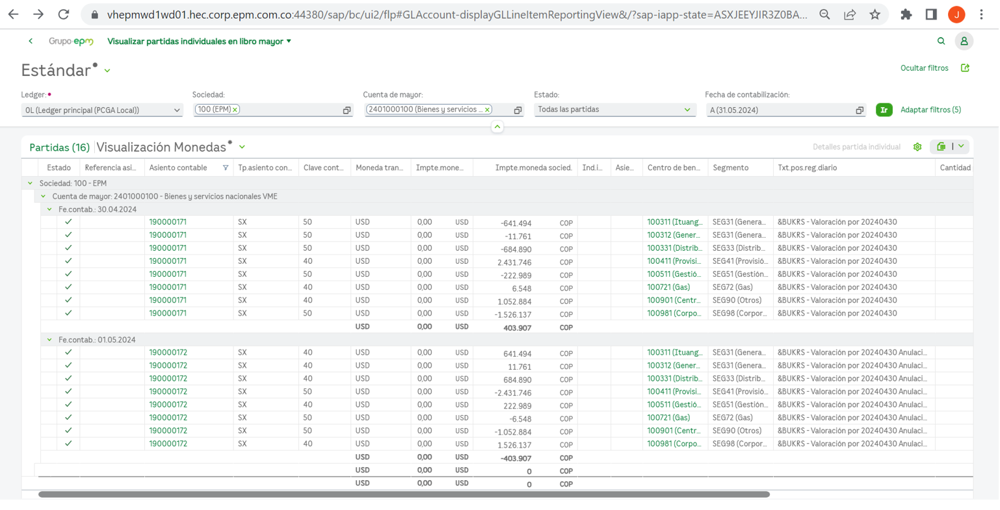 vhepmwd1wd01.hec.corp.epm.com.co:44380/sap/bc/ui2/flp#GLAccount-displayGLLineItemReportingView&/?sap-iapp-state=ASXJEEYJIR3Z0BA... J
Grupo·epm Visualizar partidas individuales en libro mayor
Estándar* Ocultar filtros
Ledger:* Sociedad: Cuenta de mayor: Estado: Fecha de contabilización:
0L (Ledger principal (PCGA Local)) 100 (EPM) 2401000100 (Bienes y servicios ... Todas las partidas A (31.05.2024) Ir Adaptar filtros (5)
Partidas (16) Visualización Monedas* Detalles partida individual
Estado Referencia asi... Asiento contable Tp.asiento con... Clave cont... Moneda tran... Impte.mone... Impte.moneda socied. Ind.i... Asie... Centro de ben... Segmento Txt.pos.reg.diario Cantidad
Sociedad: 100 - EPM
Cuenta de mayor: 2401000100 - Bienes y servicios nacionales VME
Fe.contab.: 30.04.2024
190000171 SX 50 USD 0,00 USD -641.494 COP 100311 (Ituang... SEG31 (Genera... &BUKRS - Valoración por 20240430
190000171 SX 50 USD 0,00 USD -11.761 COP 100312 (Gener... SEG31 (Genera... &BUKRS - Valoración por 20240430
190000171 SX 50 USD 0,00 USD -684.890 COP 100331 (Distrib... SEG33 (Distrib... &BUKRS - Valoración por 20240430
190000171 SX 40 USD 0,00 USD 2.431.746 COP 100411 (Provisi... SEG41 (Provisió... &BUKRS - Valoración por 20240430
190000171 SX 50 USD 0,00 USD -222.989 COP 100511 (Gestió... SEG51 (Gestión... &BUKRS - Valoración por 20240430
190000171 SX 40 USD 0,00 USD 6.548 COP 100721 (Gas) SEG72 (Gas) &BUKRS - Valoración por 20240430
190000171 SX 40 USD 0,00 USD 1.052.884 COP 100901 (Centr... SEG90 (Otros) &BUKRS - Valoración por 20240430
190000171 SX 50 USD 0,00 USD -1.526.137 COP 100981 (Corpo... SEG98 (Corpor... &BUKRS - Valoración por 20240430
USD 0,00 USD 403.907 COP
Fe.contab.: 01.05.2024
190000172 SX 40 USD 0,00 USD 641.494 COP 100311 (Ituang... SEG31 (Genera... &BUKRS - Valoración por 20240430 Anulaci...
190000172 SX 40 USD 0,00 USD 11.761 COP 100312 (Gener... SEG31 (Genera... &BUKRS - Valoración por 20240430 Anulaci...
190000172 SX 40 USD 0,00 USD 684.890 COP 100331 (Distrib... SEG33 (Distrib... &BUKRS - Valoración por 20240430 Anulaci...
190000172 SX 50 USD 0,00 USD -2.431.746 COP 100411 (Provisi... SEG41 (Provisió... &BUKRS - Valoración por 20240430 Anulaci...
190000172 SX 40 USD 0,00 USD 222.989 COP 100511 (Gestió... SEG51 (Gestión... &BUKRS - Valoración por 20240430 Anulaci...
190000172 SX 50 USD 0,00 USD -6.548 COP 100721 (Gas) SEG72 (Gas) &BUKRS - Valoración por 20240430 Anulaci...
190000172 SX 50 USD 0,00 USD -1.052.884 COP 100901 (Centr... SEG90 (Otros) &BUKRS - Valoración por 20240430 Anulaci...
190000172 SX 40 USD 0,00 USD 1.526.137 COP 100981 (Corpo... SEG98 (Corpor... &BUKRS - Valoración por 20240430 Anulaci...
USD 0,00 USD -403.907 COP
USD 0,00 USD 0 COP
USD 0,00 USD 0 COP